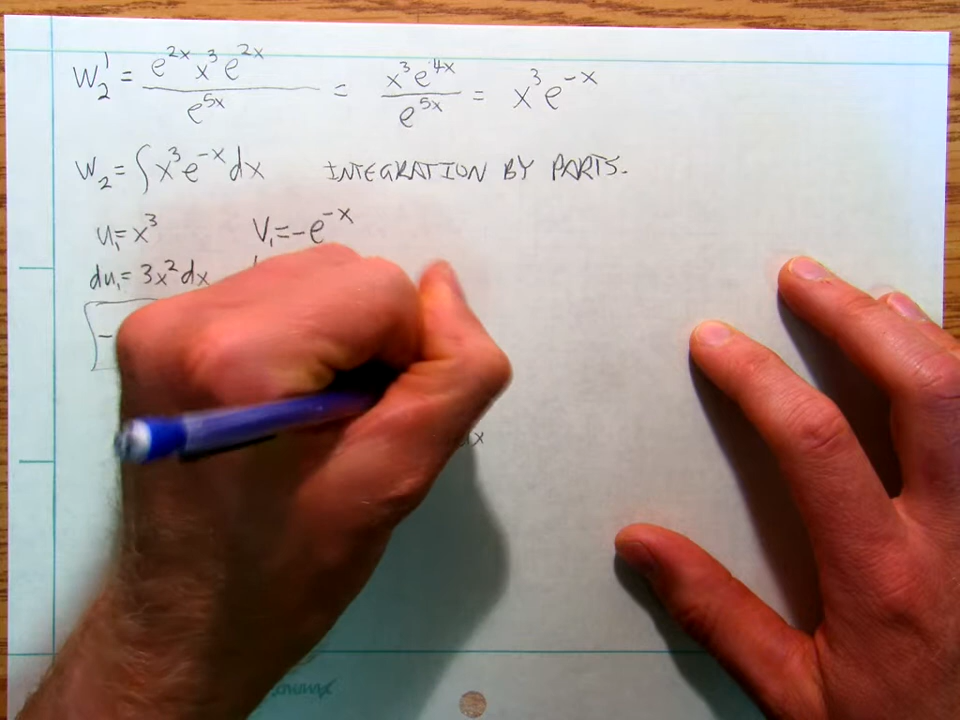 W₂' = e^{2x} x³ e^{2x} / e^{5x} = x³ e^{4x} / e^{5x} = x³ e^{-x}
W₂ = ∫ x³ e^{-x} dx INTEGRATION BY PARTS.
u₁ = x³ V₁ = -e^{-x}
du₁ = 3x² dx
-